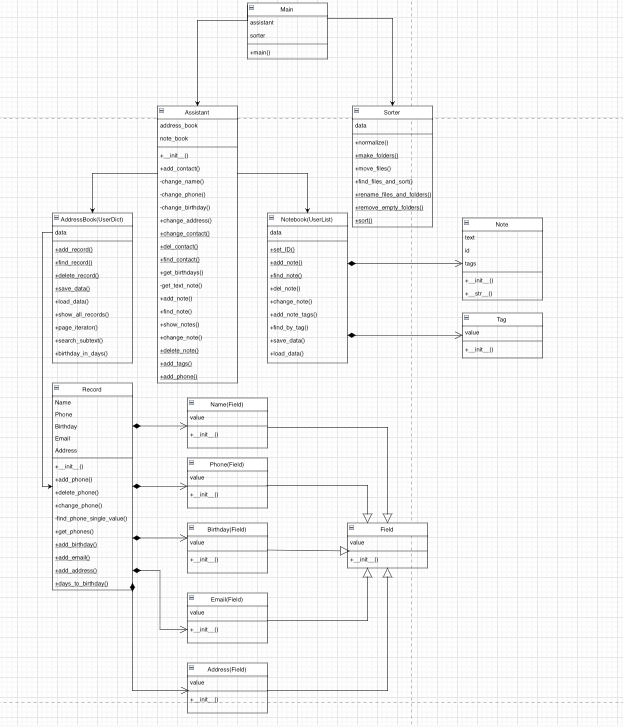 Main
assistant
sorter
+main()
Assistant
address_book
note_book
+__init__()
+add_contact()
-change_name()
-change_phone()
-change_birthday()
+change_address()
+change_contact()
+del_contact()
+find_contact()
+get_birthdays()
-get_text_note()
+add_note()
+find_note()
+show_notes()
+change_note()
+delete_note()
+add_tags()
+add_phone()
Sorter
data
+normalize()
+make_folders()
+move_files()
+find_files_and_sort()
+rename_files_and_folders()
+remove_empty_folders()
+sort()
AddressBook(UserDict)
data
+add_record()
+find_record()
+delete_record()
+save_data()
+load_data()
+show_all_records()
+page_iterator()
+search_subtext()
+birthday_in_days()
Notebook(UserList)
data
+set_ID()
+add_note()
+find_note()
+del_note()
+change_note()
+add_note_tags()
+find_by_tag()
+save_data()
+load_data()
Note
text
id
tags
+__init__()
+__str__()
Tag
value
+__init__()
Record
Name
Phone
Birthday
Email
Address
+__init__()
+add_phone()
+delete_phone()
+change_phone()
-find_phone_single_value()
+get_phones()
+add_birthday()
+add_email()
+add_address()
+days_to_birthday()
Name(Field)
value
+__init__()
Phone(Field)
value
+__init__()
Birthday(Field)
value
+__init__()
Field
value
+__init__()
Email(Field)
value
+__init__()
Address(Field)
value
+__init__()